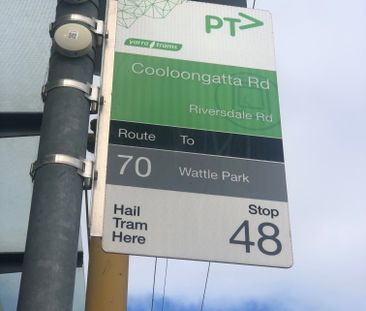 PT>
yarra trams
Cooloongatta Rd
Riversdale Rd
Route To
70 Wattle Park
Hail
Tram
Here
Stop
48